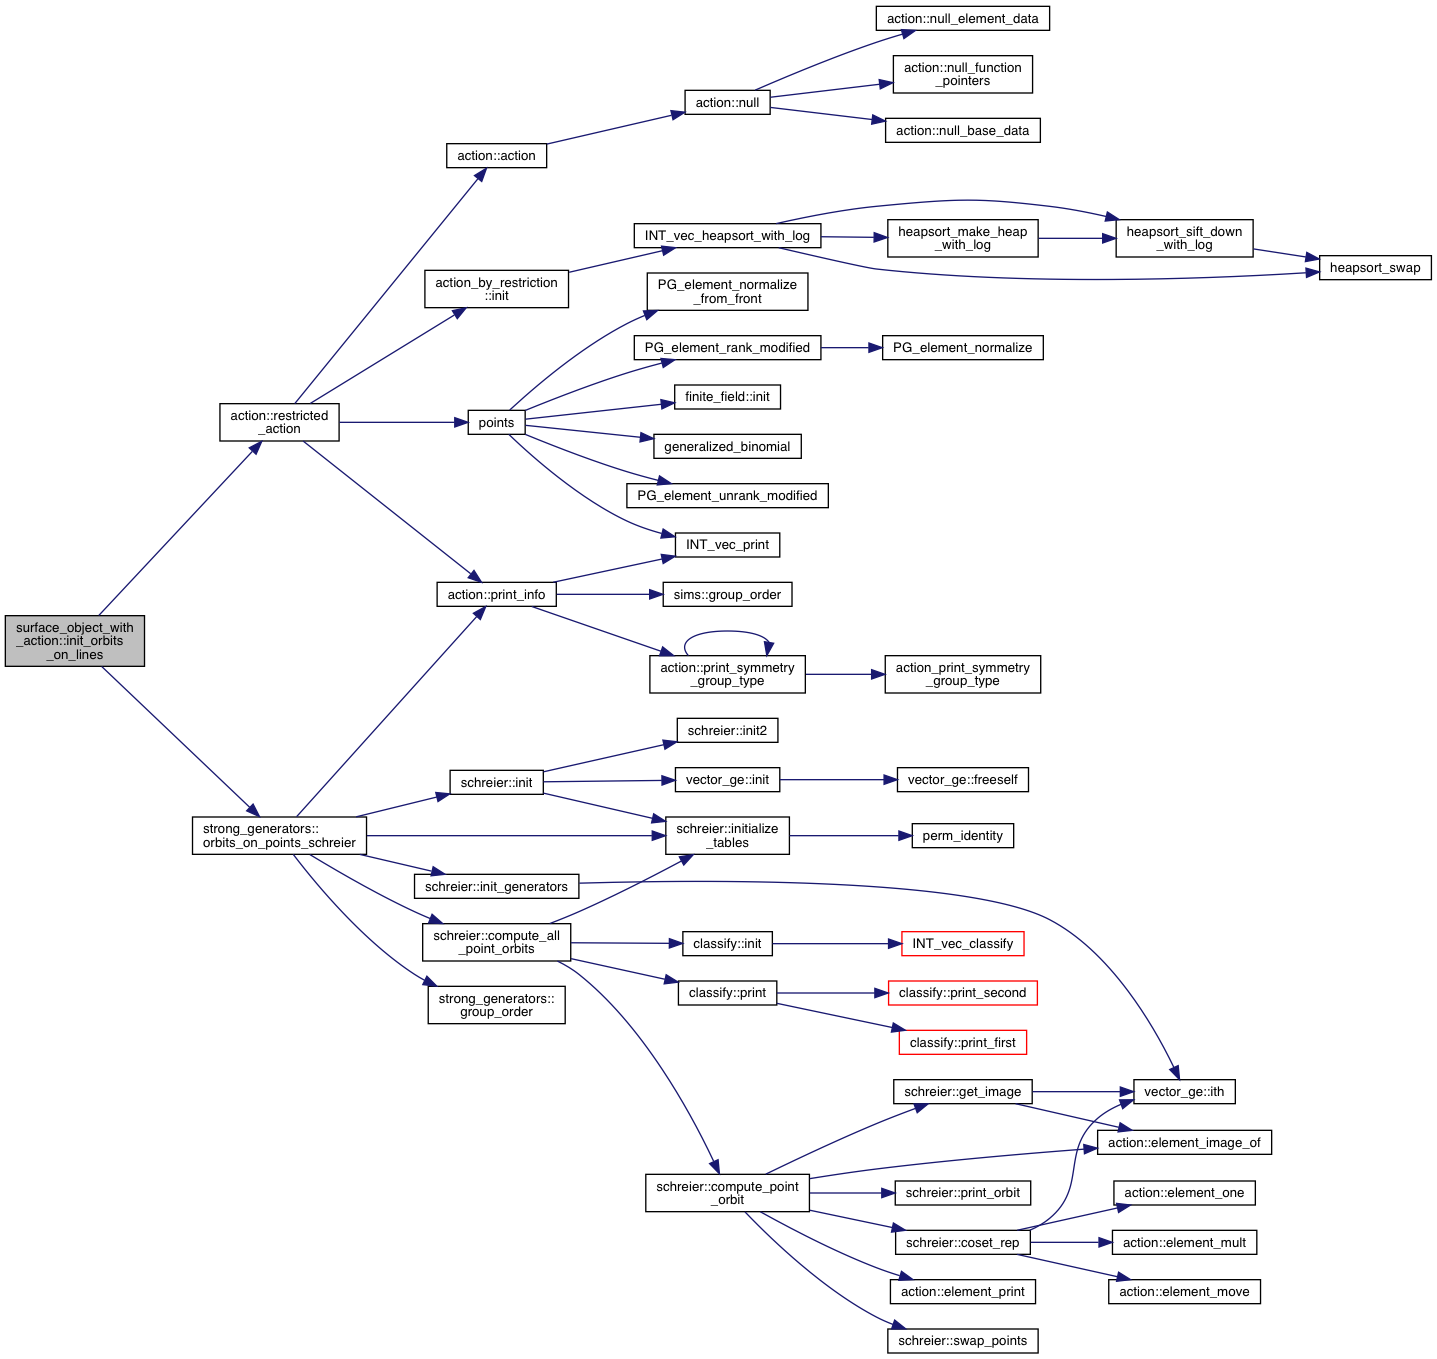 action::null_element_data
action::null_function
_pointers
action::null
action::null_base_data
action::action
INT_vec_heapsort_with_log
heapsort_make_heap
_with_log
heapsort_sift_down
_with_log
heapsort_swap
action_by_restriction
::init
PG_element_normalize
_from_front
PG_element_rank_modified
PG_element_normalize
finite_field::init
action::restricted
_action
points
generalized_binomial
PG_element_unrank_modified
INT_vec_print
action::print_info
sims::group_order
surface_object_with
_action::init_orbits
_on_lines
action::print_symmetry
_group_type
action_print_symmetry
_group_type
schreier::init2
schreier::init
vector_ge::init
vector_ge::freeself
strong_generators::
orbits_on_points_schreier
schreier::initialize
_tables
perm_identity
schreier::init_generators
schreier::compute_all
_point_orbits
classify::init
INT_vec_classify
strong_generators::
group_order
classify::print
classify::print_second
classify::print_first
schreier::get_image
vector_ge::ith
action::element_image_of
schreier::compute_point
_orbit
schreier::print_orbit
action::element_one
schreier::coset_rep
action::element_mult
action::element_print
action::element_move
schreier::swap_points